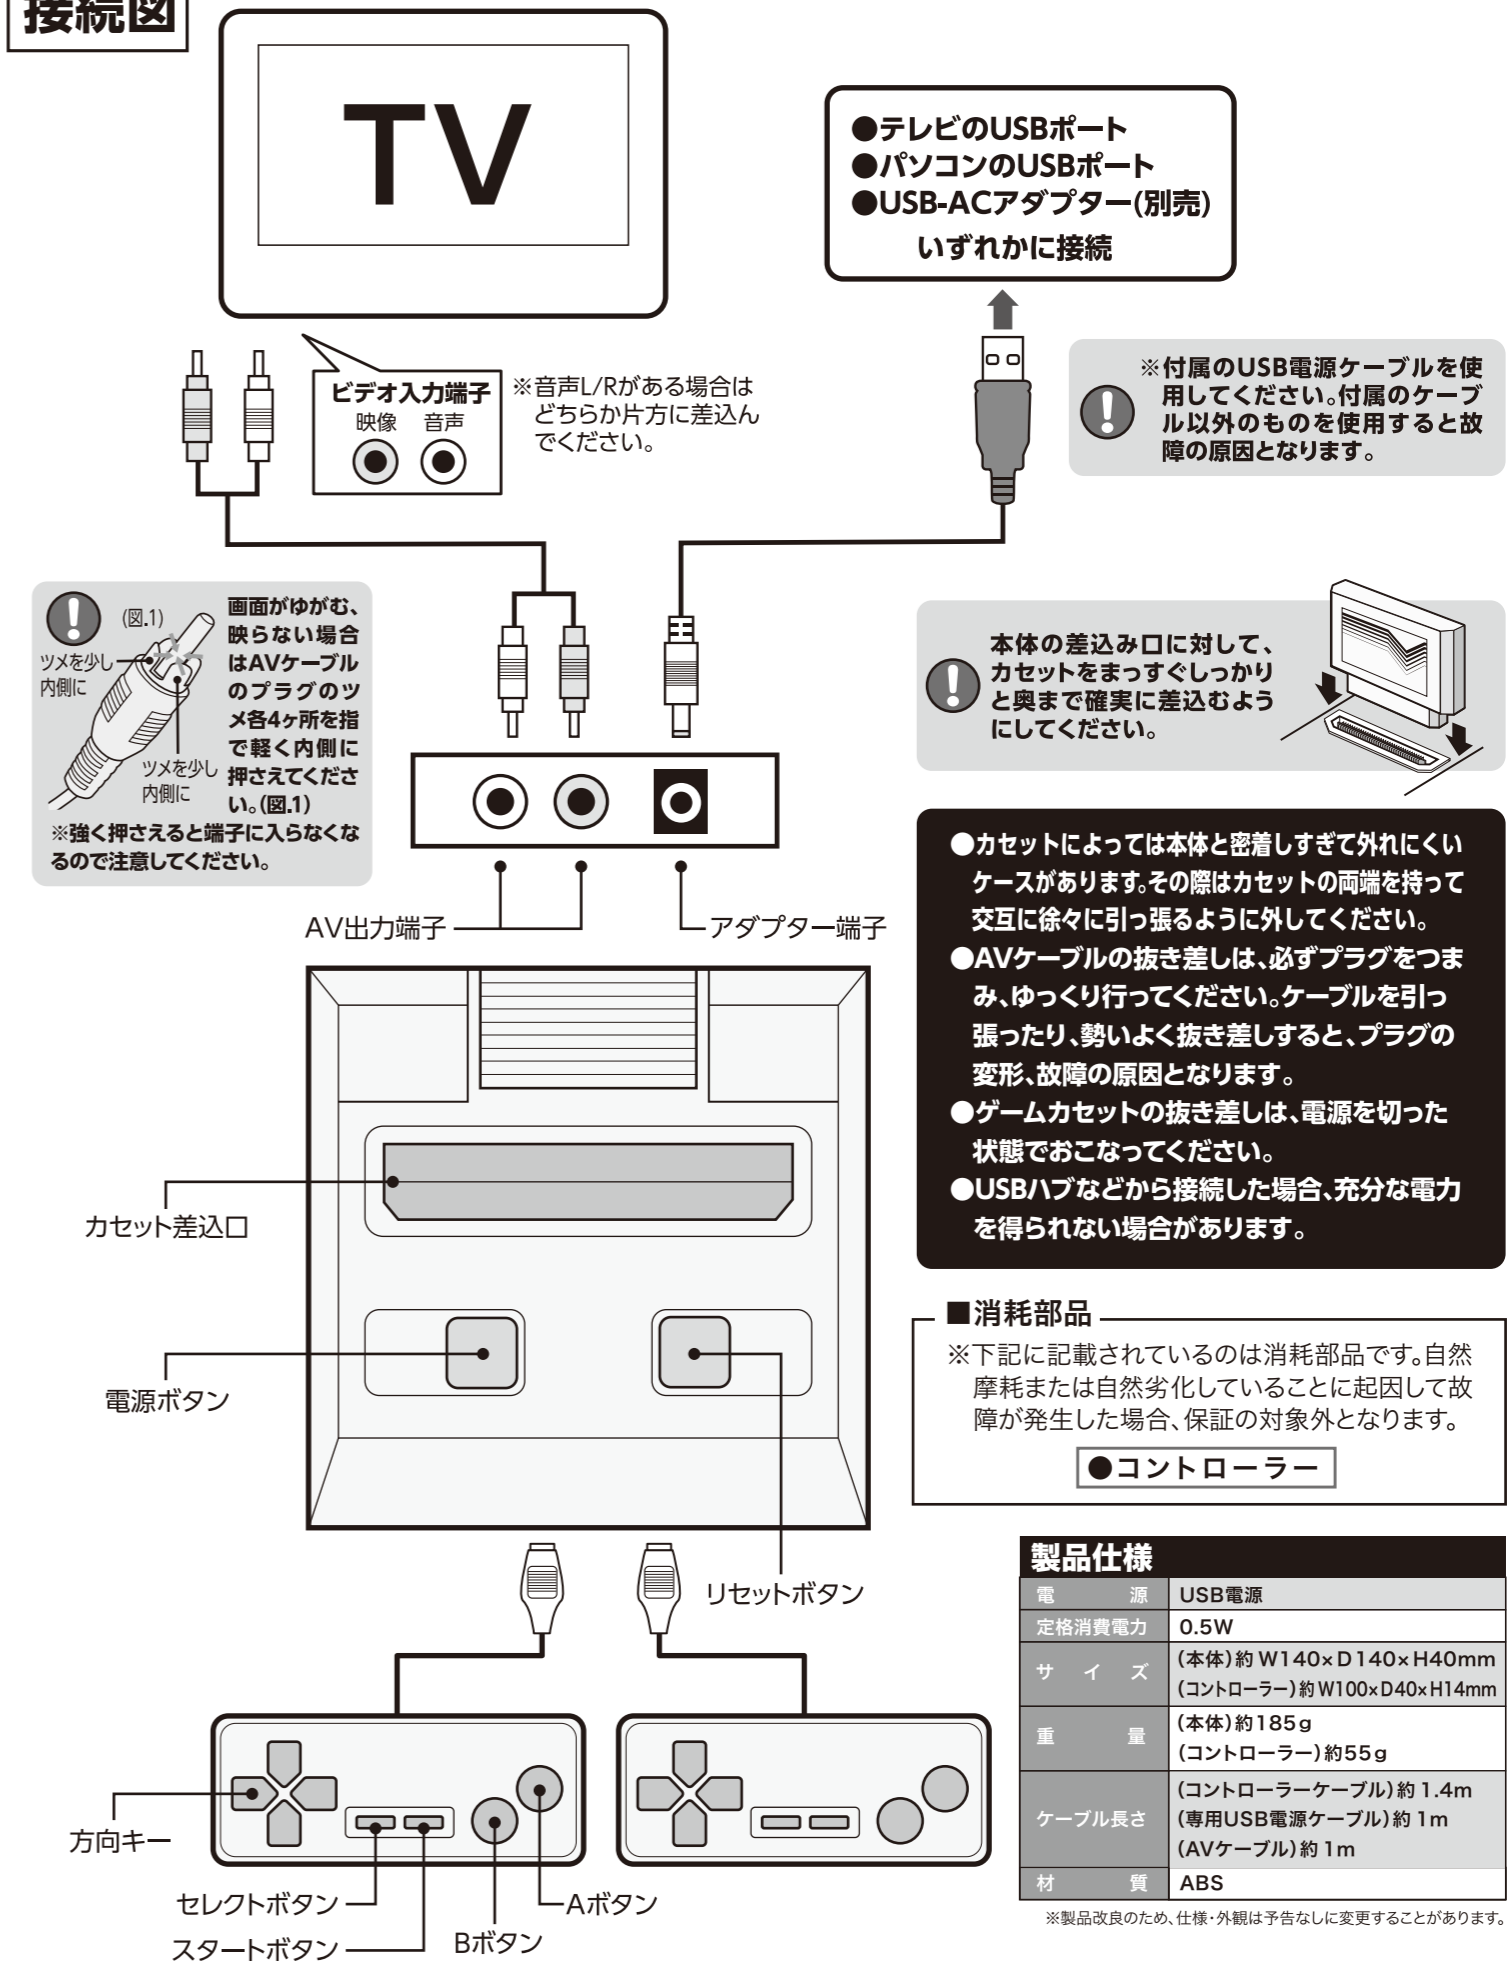 接続図
TV
●テレビのUSBポート
●パソコンのUSBポート
●USB-ACアダプター(別売)
いずれかに接続
ビデオ入力端子
映像 音声
※音声L/Rがある場合は
どちらか片方に差込ん
でください。
※付属のUSB電源ケーブルを使
用してください。付属のケーブ
ル以外のものを使用すると故
障の原因となります。
(図.1)
ツメを少し
内側に
ツメを少し
内側に
画面がゆがむ、
映らない場合
はAVケーブル
のプラグのツ
メ各4ヶ所を指
で軽く内側に
押さえてくださ
い。(図.1)
※強く押さえると端子に入らなくな
るので注意してください。
本体の差込み口に対して、
カセットをまっすぐしっかり
と奥まで確実に差込むよう
にしてください。
AV出力端子
アダプター端子
●カセットによっては本体と密着しすぎて外れにくい
ケースがあります。その際はカセットの両端を持って
交互に徐々に引っ張るように外してください。
●AVケーブルの抜き差しは、必ずプラグをつま
み、ゆっくり行ってください。ケーブルを引っ
張ったり、勢いよく抜き差しすると、プラグの
変形、故障の原因となります。
●ゲームカセットの抜き差しは、電源を切った
状態でおこなってください。
●USBハブなどから接続した場合、充分な電力
を得られない場合があります。
カセット差込口
電源ボタン
リセットボタン
■消耗部品
※下記に記載されているのは消耗部品です。自然
摩耗または自然劣化していることに起因して故
障が発生した場合、保証の対象外となります。
●コントローラー
方向キー
セレクトボタン
スタートボタン
Bボタン
Aボタン
製品仕様
電源 USB電源
定格消費電力 0.5W
サイズ (本体)約 W140×D140×H40mm
(コントローラー)約 W100×D40×H14mm
重量 (本体)約185g
(コントローラー)約55g
ケーブル長さ (コントローラーケーブル)約 1.4m
(専用USB電源ケーブル)約 1m
(AVケーブル)約 1m
材質 ABS
※製品改良のため、仕様・外観は予告なしに変更することがあります。